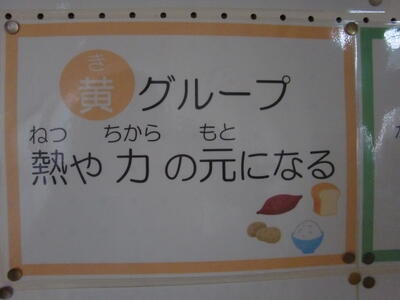 き
黄グループ
ねつ ちから もと
熱や力の元になる